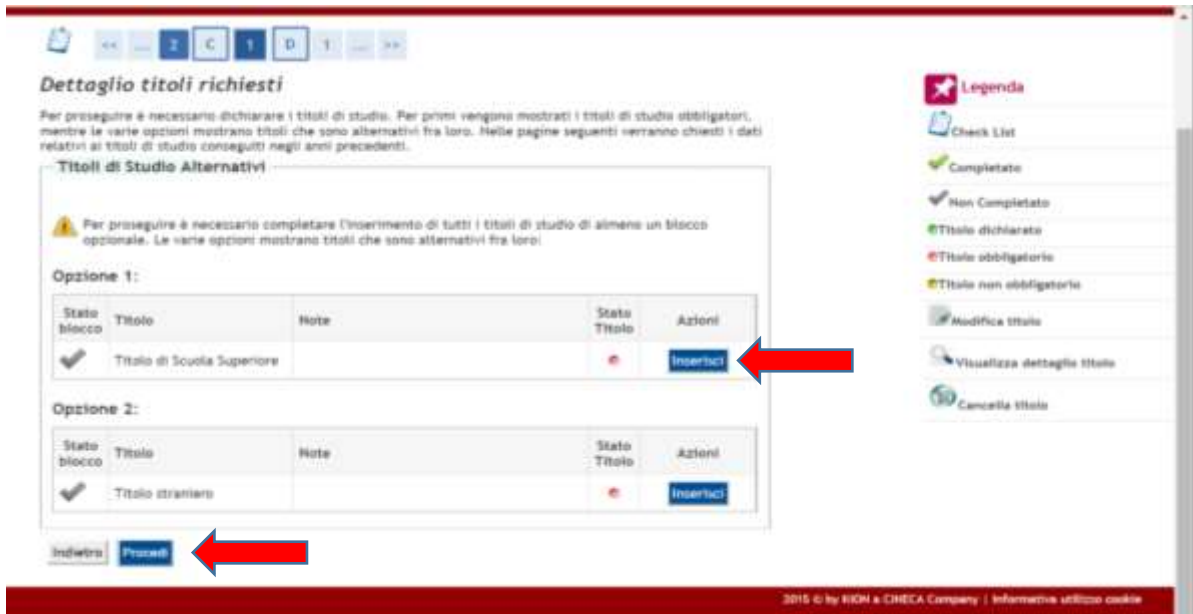 << ... 2 C 1 D 1 ... >>
Dettaglio titoli richiesti
Per proseguire è necessario dichiarare i titoli di studio. Per primi vengono mostrati i titoli di studio obbligatori,
mentre le varie opzioni mostrano titoli che sono alternativi fra loro. Nelle pagine seguenti verranno chiesti i dati
relativi ai titoli di studio conseguiti negli anni precedenti.
Titoli di Studio Alternativi
Per proseguire è necessario completare l'inserimento di tutti i titoli di studio di almeno un blocco
opzionale. Le varie opzioni mostrano titoli che sono alternativi fra loro:
Opzione 1:
Stato blocco Titolo Note Stato Titolo Azioni
Titolo di Scuola Superiore Inserisci
Opzione 2:
Stato blocco Titolo Note Stato Titolo Azioni
Titolo straniero Inserisci
Indietro Procedi
Legenda
Check List
Completato
Non Completato
Titolo dichiarato
Titolo obbligatorio
Titolo non obbligatorio
Modifica titolo
Visualizza dettaglio titolo
Cancella titolo
2015 © by KION a CINECA Company | Informativa utilizzo cookie